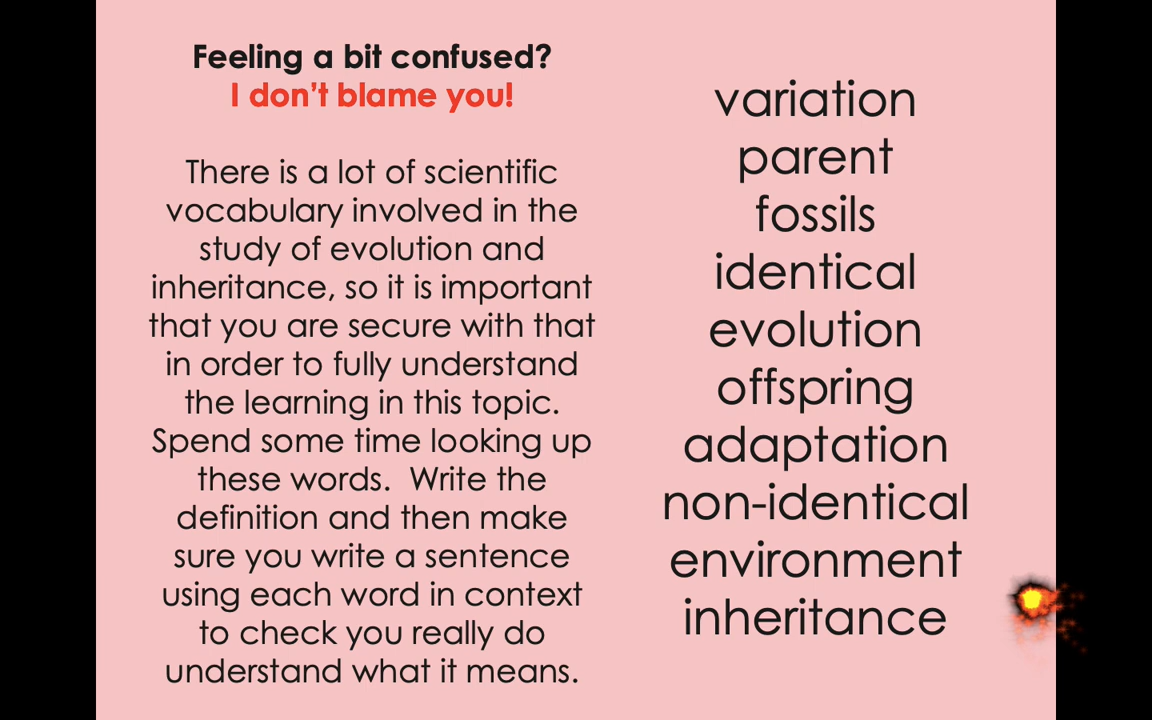 Feeling a bit confused?
I don't blame you!
There is a lot of scientific
vocabulary involved in the
study of evolution and
inheritance, so it is important
that you are secure with that
in order to fully understand
the learning in this topic.
Spend some time looking up
these words.  Write the
definition and then make
sure you write a sentence
using each word in context
to check you really do
understand what it means.
variation
parent
fossils
identical
evolution
offspring
adaptation
non-identical
environment
inheritance